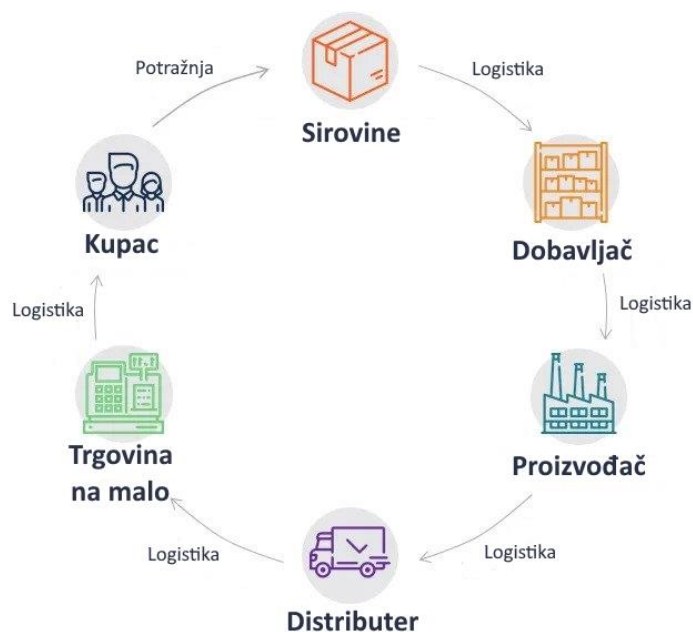 Potražnja
Logistika
Sirovine
Kupac
Dobavljač
Logistika
Logistika
Trgovina
na malo
Proizvođač
Logistika
Logistika
Distributer